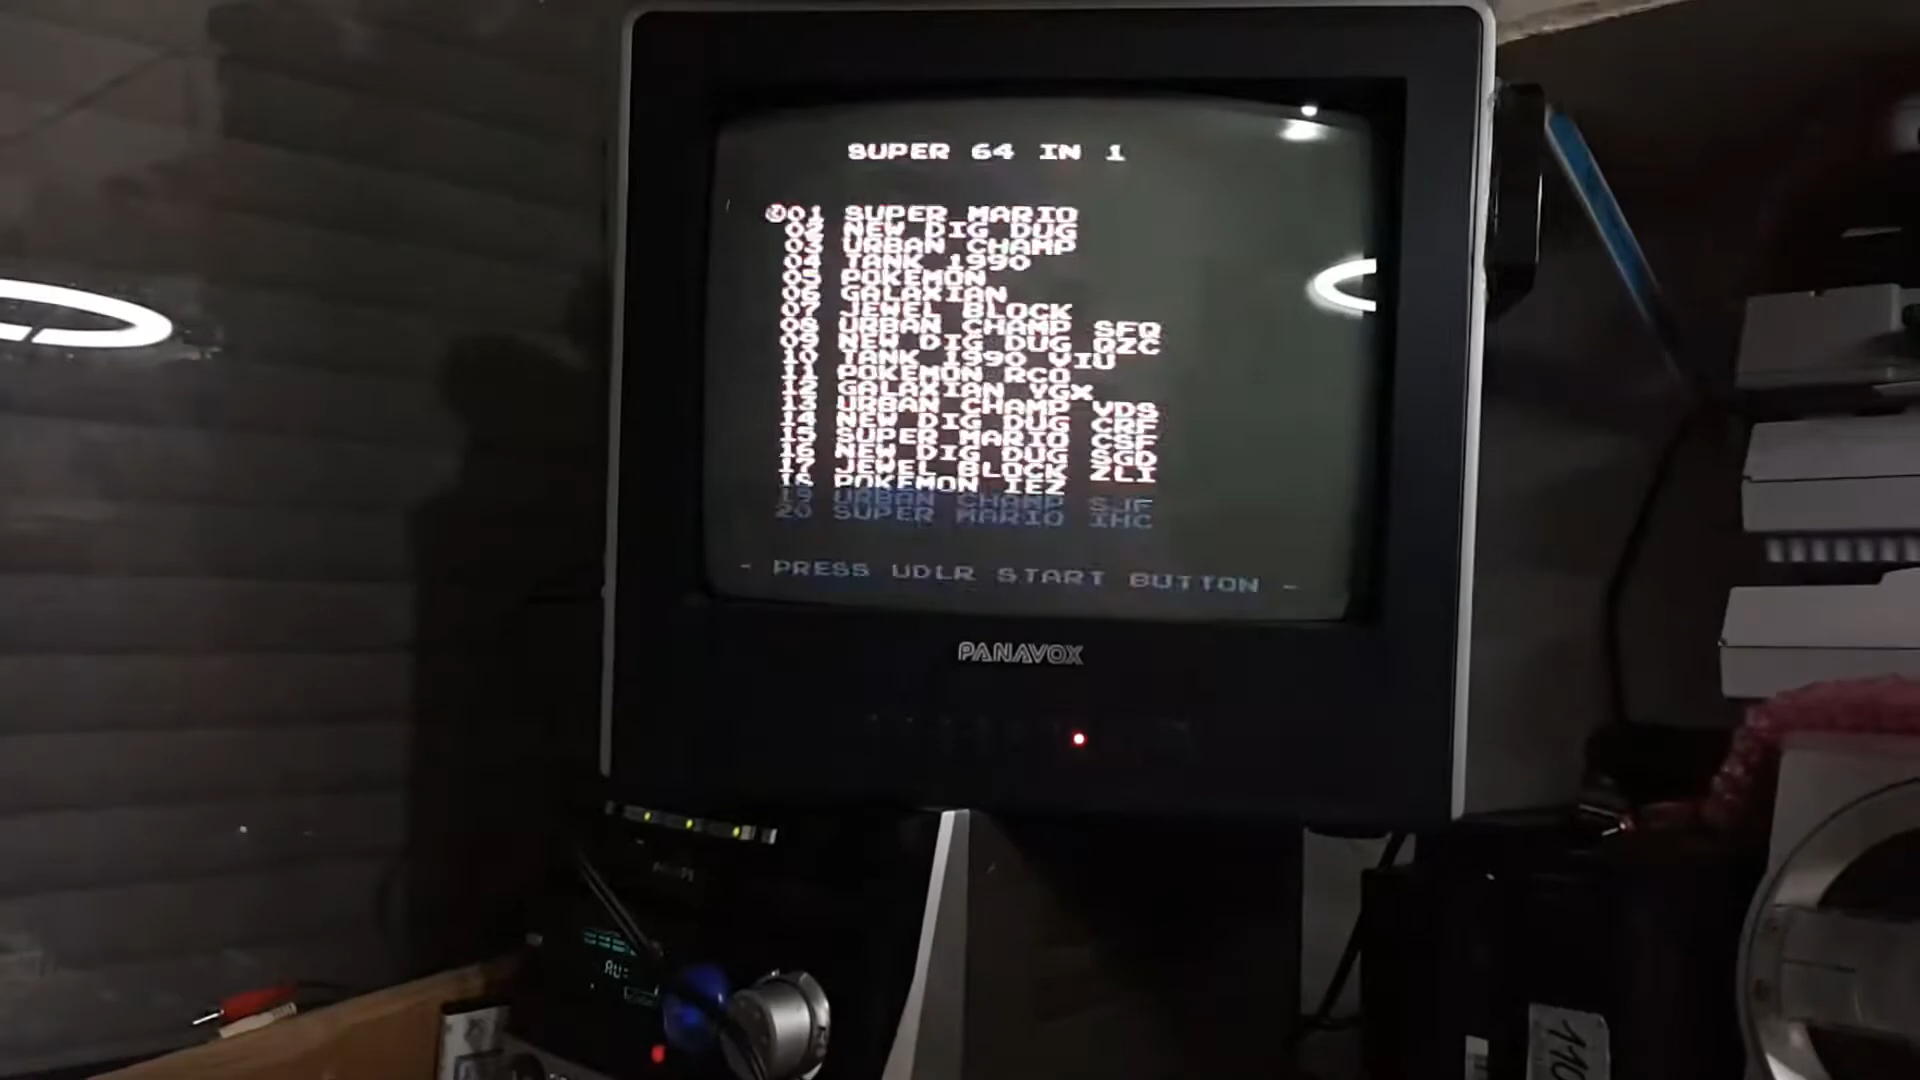 SUPER 64 IN 1
01 SUPER MARIO
02 NEW DIG DUG
03 URBAN CHAMP
04 TANK 1990
05 POKEMON
06 GALAXIAN
07 JEWEL BLOCK
08 URBAN CHAMP SFQ
09 NEW DIG DUG QZC
10 TANK 1990 VIU
11 POKEMON RCO
12 GALAXIAN YGX
13 URBAN CHAMP VDS
14 NEW DIG DUG CRF
15 SUPER MARIO CSF
16 NEW DIG DUG SGD
17 JEWEL BLOCK ZLI
18 POKEMON IEZ
19 URBAN CHAMP SJF
20 SUPER MARIO IHC
- PRESS UDLR START BUTTON -
PANAVOX
PHILIPS
110